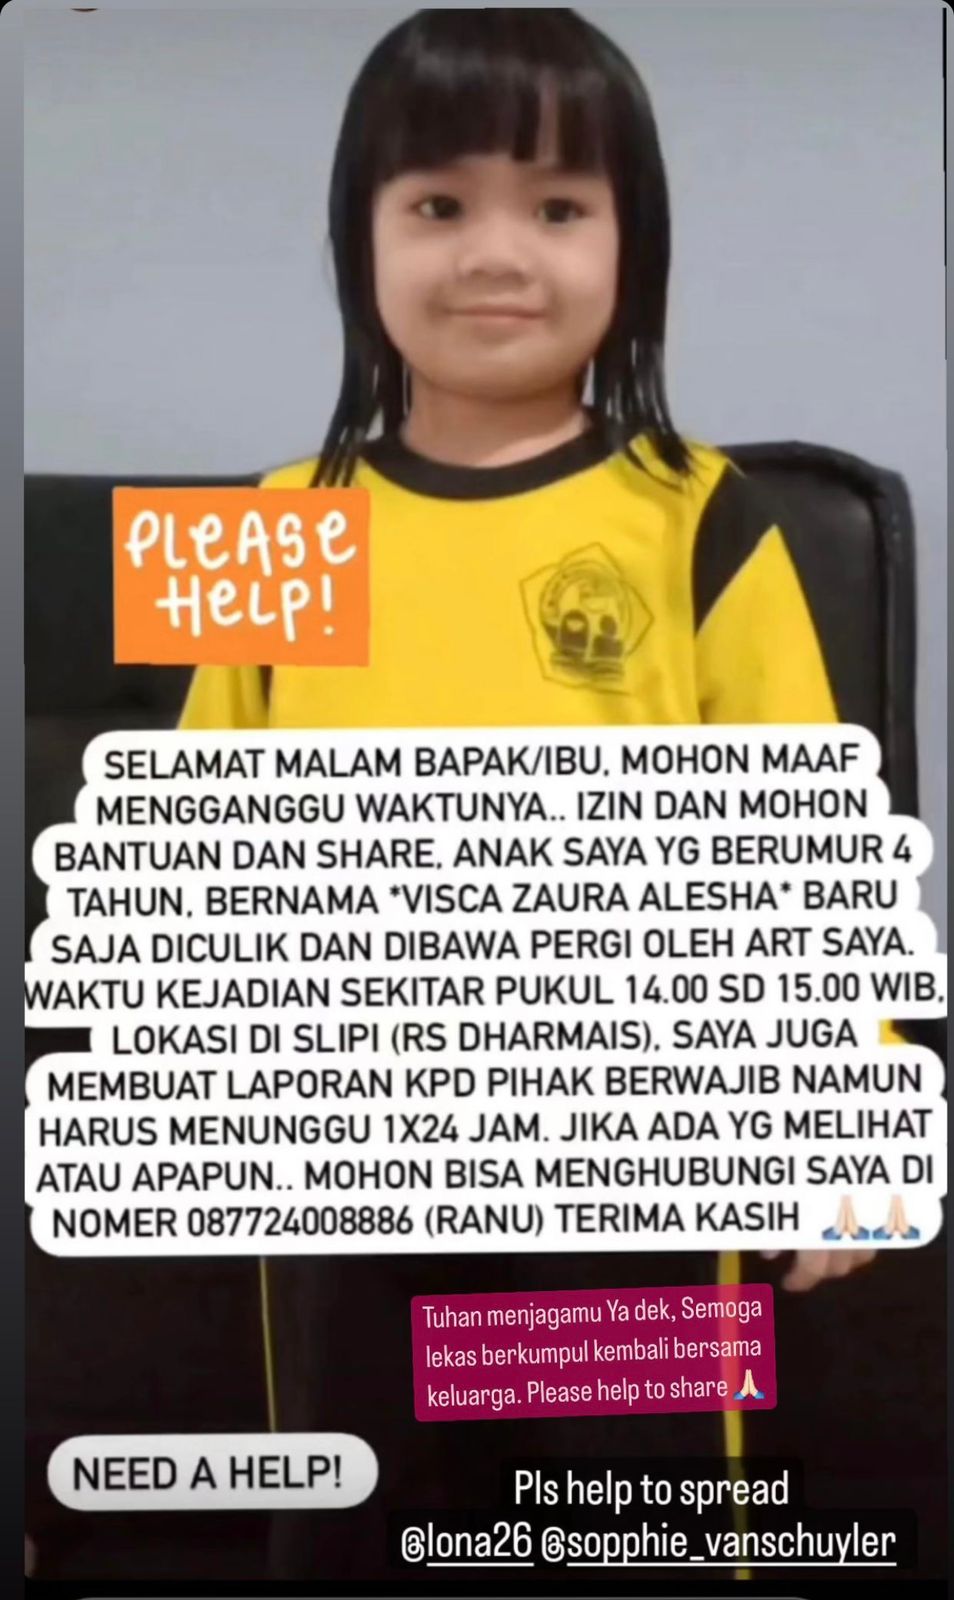 PLEASE
HELP!
SELAMAT MALAM BAPAK/IBU, MOHON MAAF
MENGGANGGU WAKTUNYA.. IZIN DAN MOHON
BANTUAN DAN SHARE, ANAK SAYA YG BERUMUR 4
TAHUN, BERNAMA *VISCA ZAURA ALESHA* BARU
SAJA DICULIK DAN DIBAWA PERGI OLEH ART SAYA.
WAKTU KEJADIAN SEKITAR PUKUL 14.00 SD 15.00 WIB,
LOKASI DI SLIPI (RS DHARMAIS), SAYA JUGA
MEMBUAT LAPORAN KPD PIHAK BERWAJIB NAMUN
HARUS MENUNGGU 1X24 JAM. JIKA ADA YG MELIHAT
ATAU APAPUN.. MOHON BISA MENGHUBUNGI SAYA DI
NOMER 087724008886 (RANU) TERIMA KASIH 🙏🏻🙏🏻
Tuhan menjagamu Ya dek, Semoga
lekas berkumpul kembali bersama
keluarga. Please help to share 🙏🏻
NEED A HELP!
Pls help to spread
@lona26 @sopphie_vanschuyler